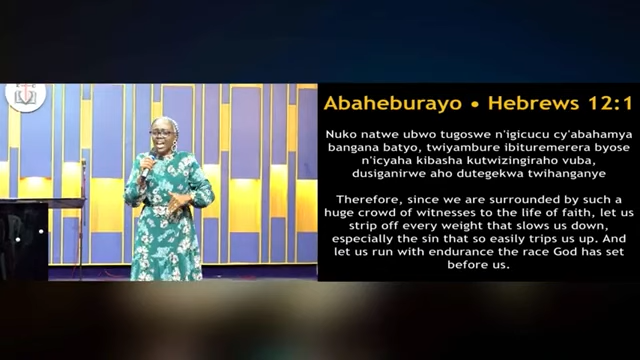 Abaheburayo • Hebrews 12:1
Nuko natwe ubwo tugoswe n'igicucu cy'abahamya
bangana batyo, twiyambure ibituremerera byose
n'icyaha kibasha kutwizingiraho vuba,
dusiganirwe aho dutegekwa twihanganye
Therefore, since we are surrounded by such a
huge crowd of witnesses to the life of faith, let us
strip off every weight that slows us down,
especially the sin that so easily trips us up. And
let us run with endurance the race God has set
before us.